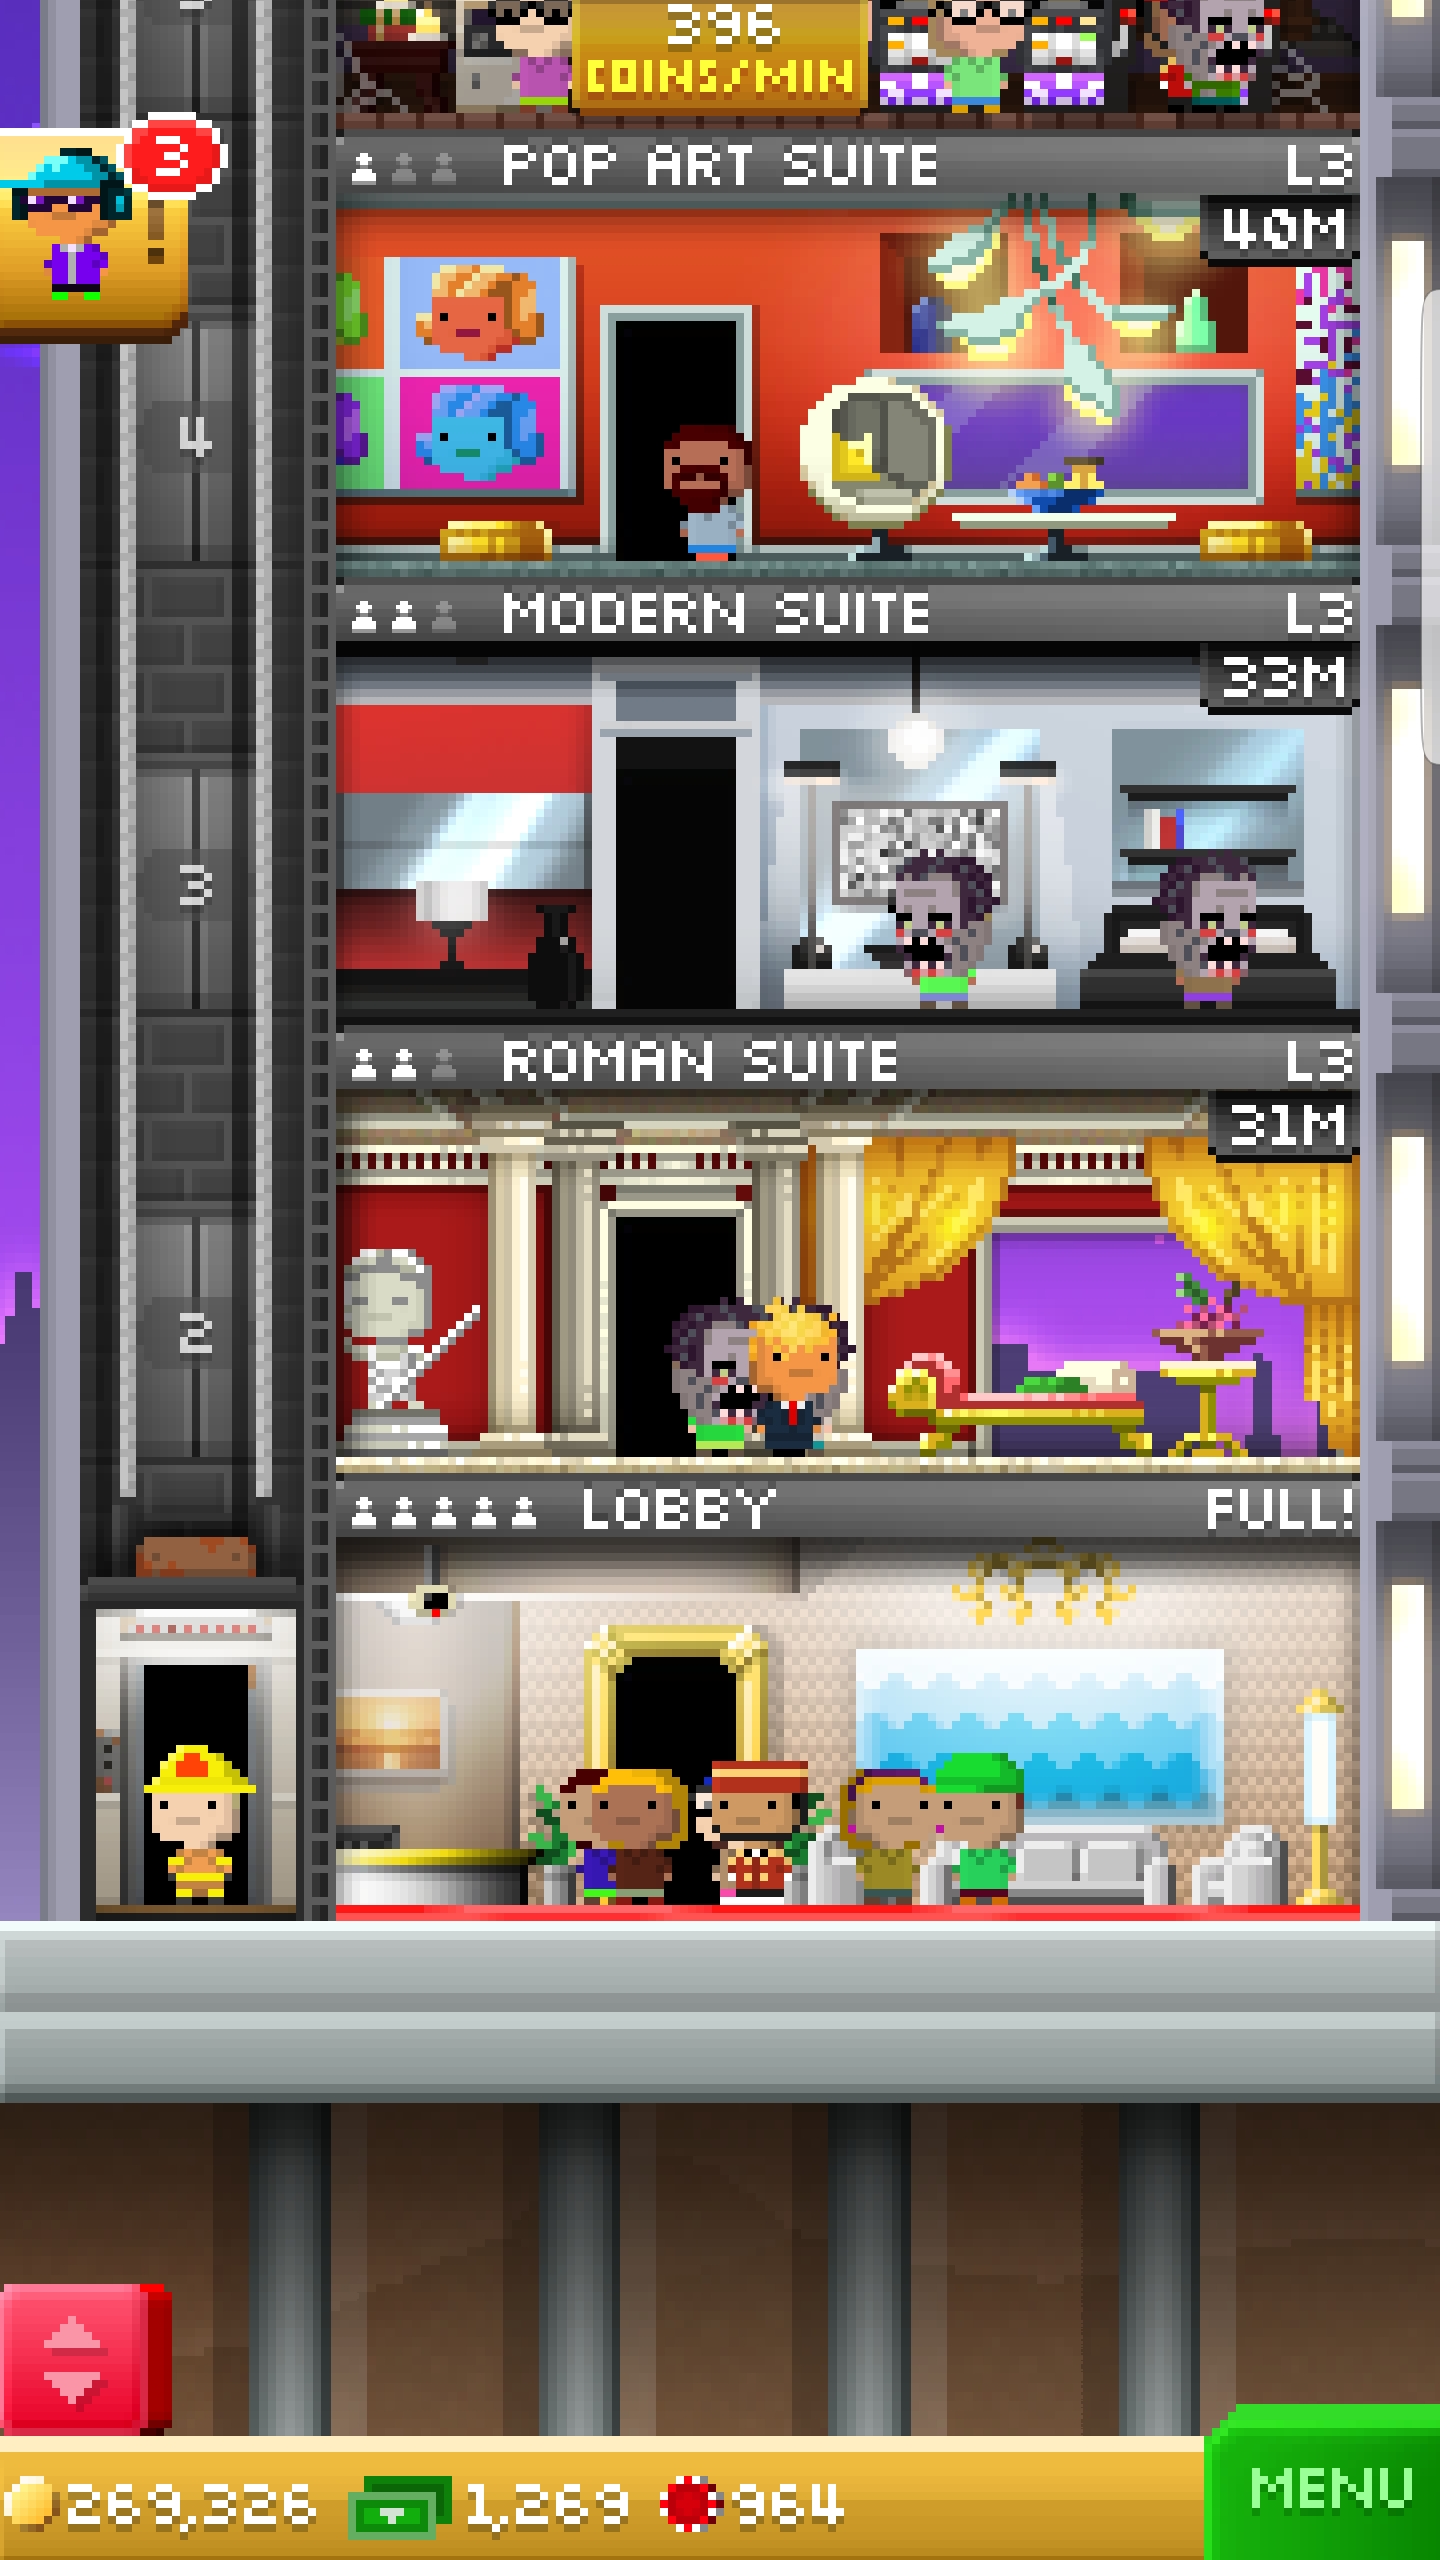 396
COINS/MIN
3
POP ART SUITE L3
40M
4
MODERN SUITE L3
33M
3
ROMAN SUITE L3
31M
2
LOBBY FULL!
269,326 1,269 964
MENU